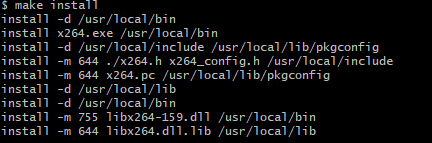 $ make install
install -d /usr/local/bin
install x264.exe /usr/local/bin
install -d /usr/local/include /usr/local/lib/pkgconfig
install -m 644 ./x264.h x264_config.h /usr/local/include
install -m 644 x264.pc /usr/local/lib/pkgconfig
install -d /usr/local/lib
install -d /usr/local/bin
install -m 755 libx264-159.dll /usr/local/bin
install -m 644 libx264.dll.lib /usr/local/lib